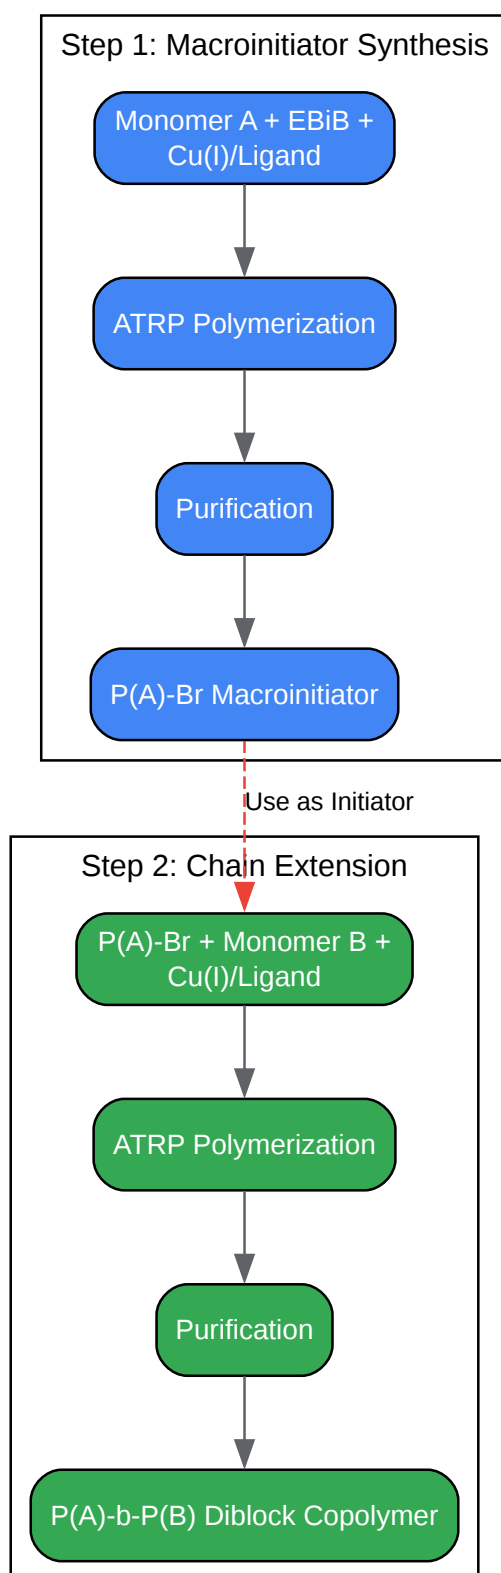 Step 1: Macroinitiator Synthesis
Monomer A + EBiB +
Cu(I)/Ligand
ATRP Polymerization
Purification
P(A)-Br Macroinitiator
Use as Initiator
Step 2: Chain Extension
P(A)-Br + Monomer B +
Cu(I)/Ligand
ATRP Polymerization
Purification
P(A)-b-P(B) Diblock Copolymer